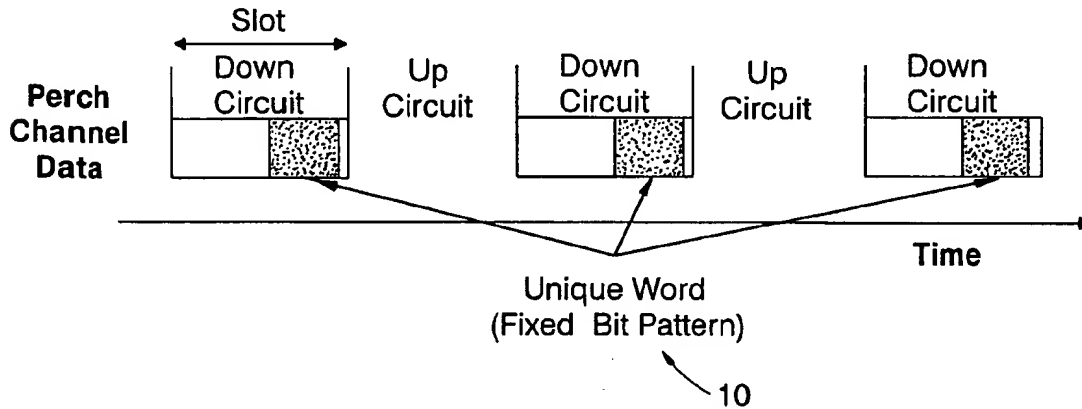 Slot
Down
Circuit
Up
Circuit
Down
Circuit
Up
Circuit
Down
Circuit
Perch
Channel
Data
Time
Unique Word
(Fixed Bit Pattern)
10